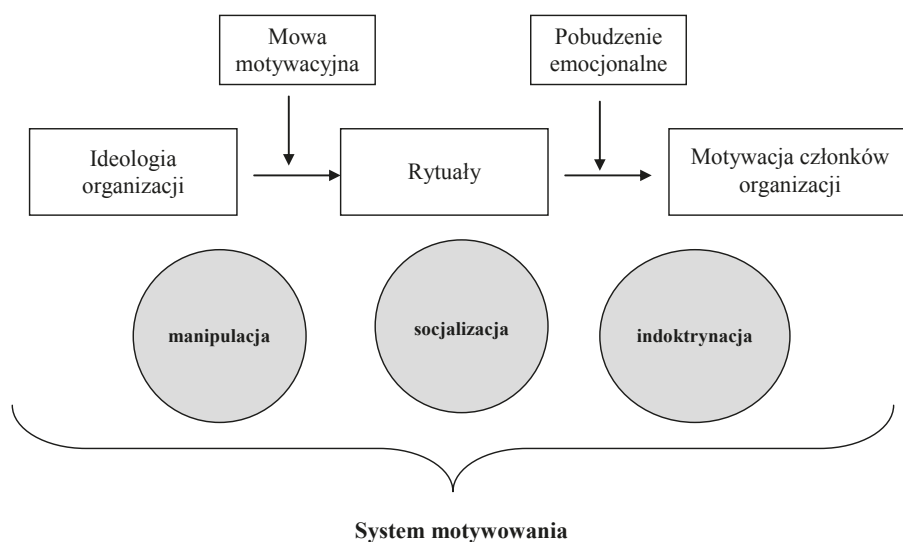 Mowa
motywacyjna
Pobudzenie
emocjonalne
Ideologia
organizacji
Rytuały
Motywacja członków
organizacji
manipulacja
socjalizacja
indoktrynacja
System motywowania